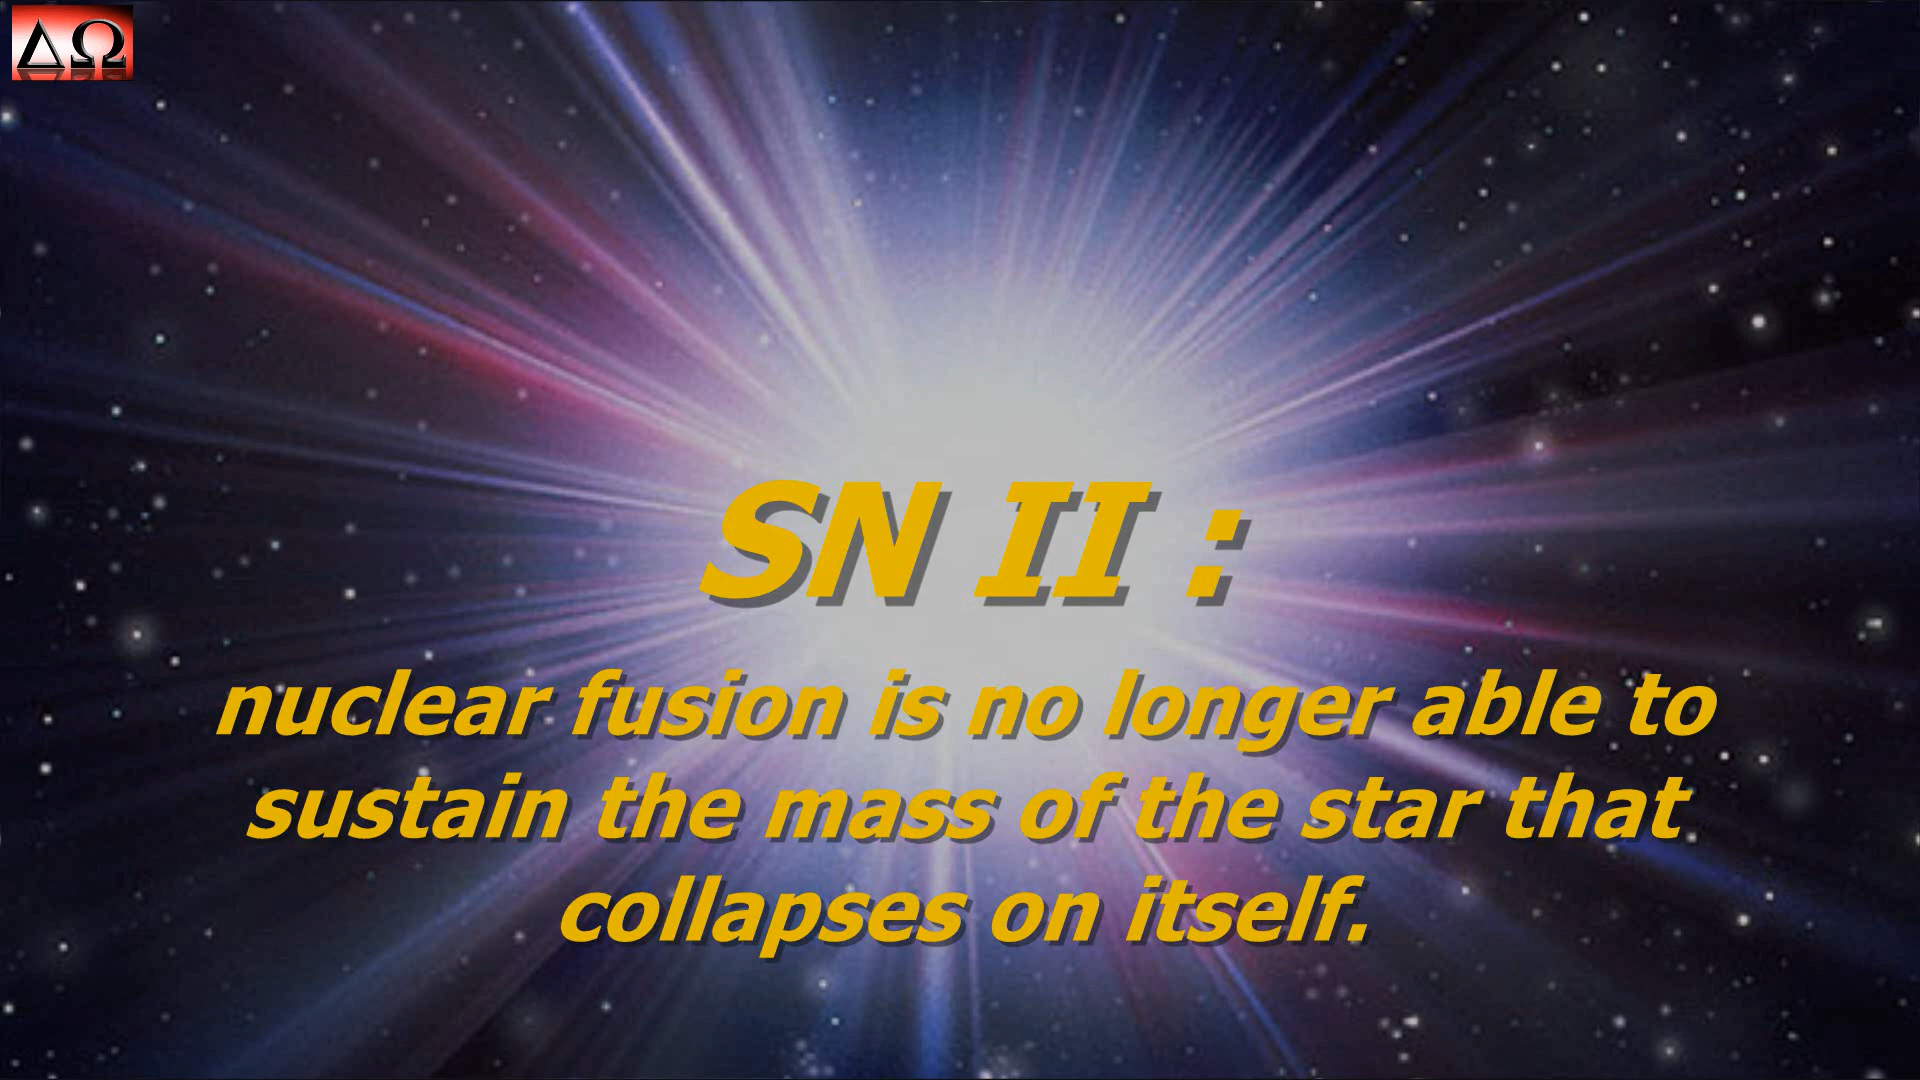 ΔΩ
SN II :
nuclear fusion is no longer able to
sustain the mass of the star that
collapses on itself.